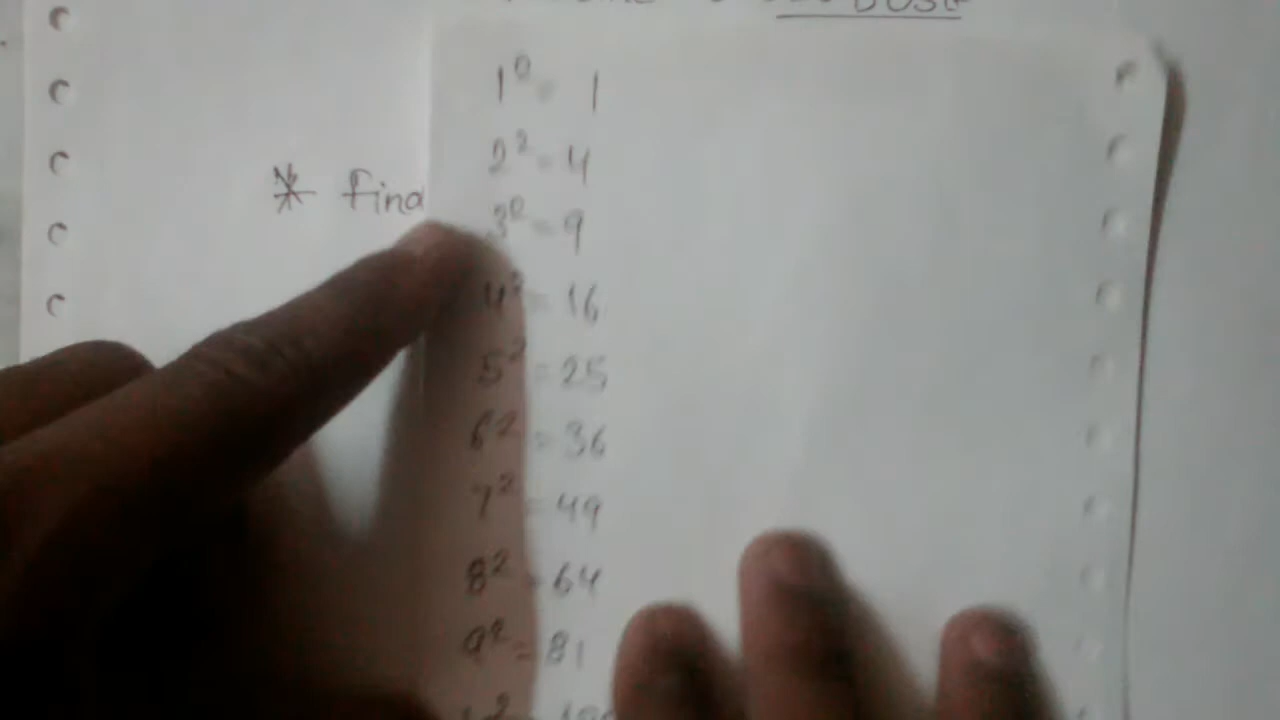 1² = 1
2² = 4
* find
3² = 9
4² = 16
5² = 25
6² = 36
7² = 49
8² = 64
9² = 81